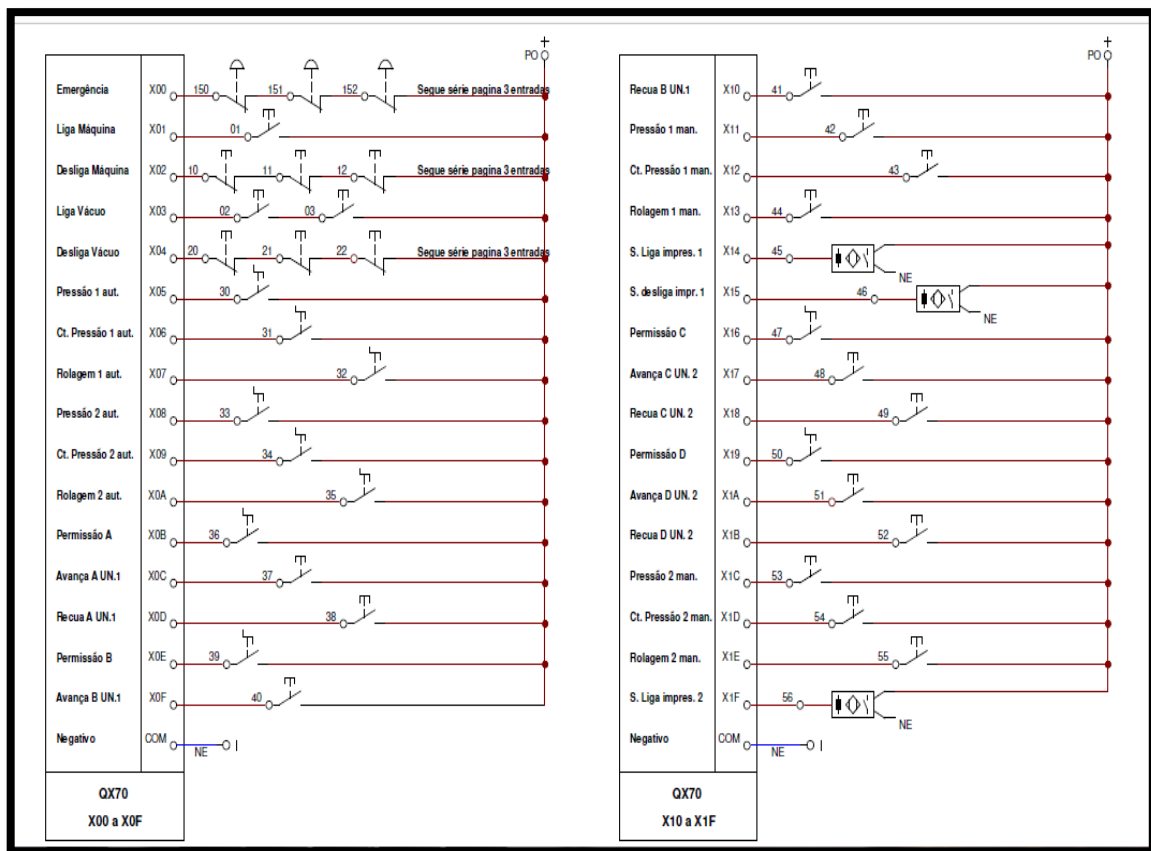 PO
Emergência X00 150 151 152 Segue série pagina 3 entradas
Liga Máquina X01 01
Desliga Máquina X02 10 11 12 Segue série pagina 3 entradas
Liga Vácuo X03 02 03
Desliga Vácuo X04 20 21 22 Segue série pagina 3 entradas
Pressão 1 aut. X05 30
Ct. Pressão 1 aut. X06 31
Rolagem 1 aut. X07 32
Pressão 2 aut. X08 33
Ct. Pressão 2 aut. X09 34
Rolagem 2 aut. X0A 35
Permissão A X0B 36
Avança A UN.1 X0C 37
Recua A UN.1 X0D 38
Permissão B X0E 39
Avança B UN.1 X0F 40
Negativo COM NE
QX70
X00 a X0F
PO
Recua B UN.1 X10 41
Pressão 1 man. X11 42
Ct. Pressão 1 man. X12 43
Rolagem 1 man. X13 44
S. Liga impres. 1 X14 45 NE
S. desliga impr. 1 X15 46 NE
Permissão C X16 47
Avança C UN. 2 X17 48
Recua C UN. 2 X18 49
Permissão D X19 50
Avança D UN. 2 X1A 51
Recua D UN. 2 X1B 52
Pressão 2 man. X1C 53
Ct. Pressão 2 man. X1D 54
Rolagem 2 man. X1E 55
S. Liga impres. 2 X1F 56 NE
Negativo COM NE
QX70
X10 a X1F